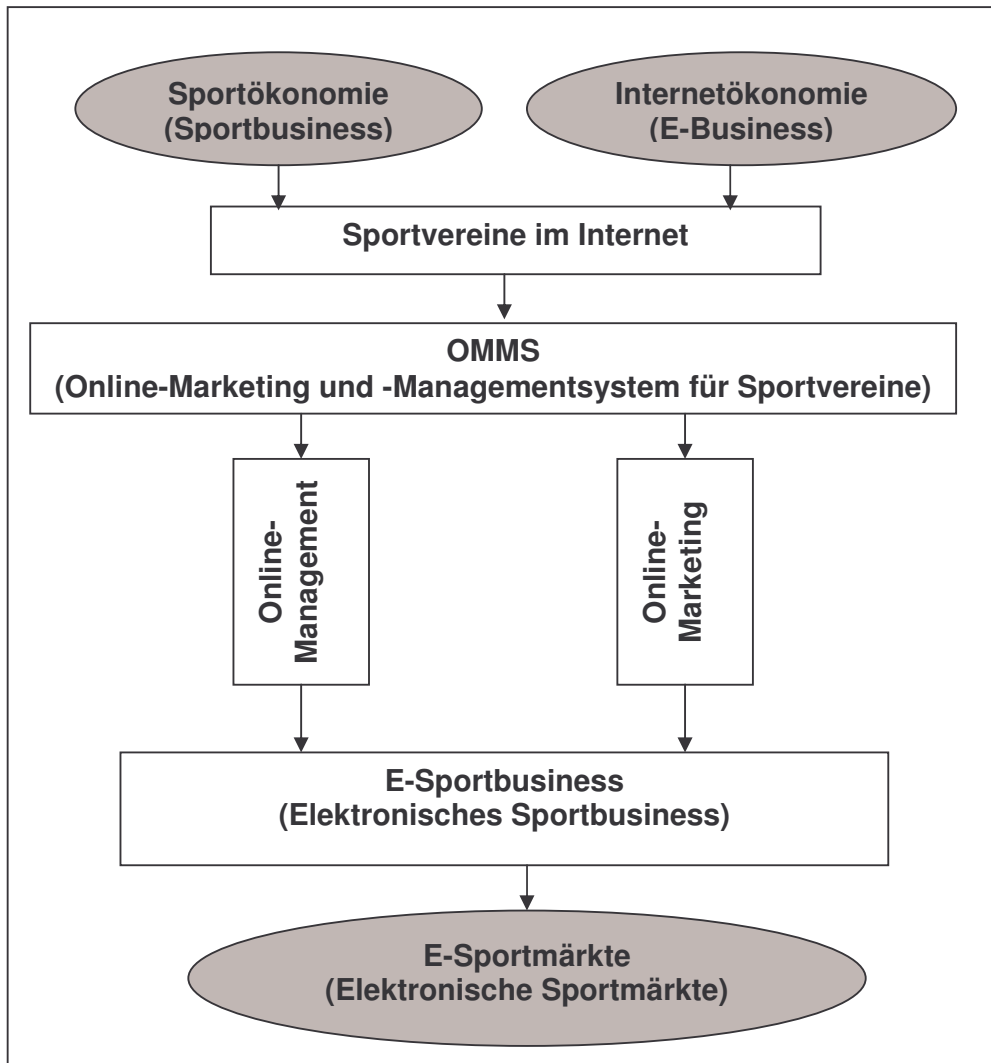 Sportökonomie
(Sportbusiness)
Internetökonomie
(E-Business)
Sportvereine im Internet
OMMS
(Online-Marketing und -Managementsystem für Sportvereine)
Online-
Management
Online-
Marketing
E-Sportbusiness
(Elektronisches Sportbusiness)
E-Sportmärkte
(Elektronische Sportmärkte)